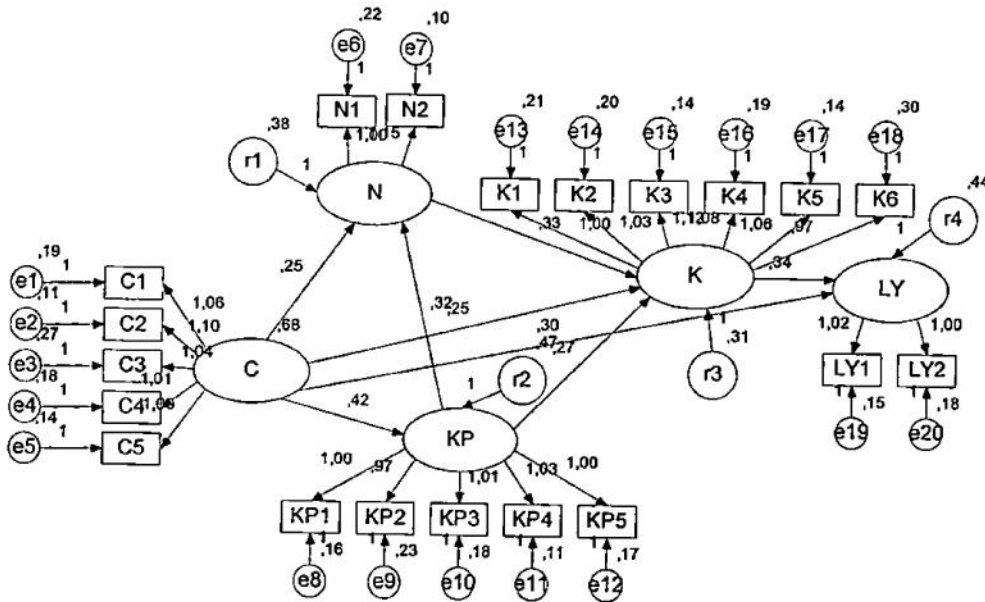 ,22 ,10
e6 e7
1 1
N1 N2
,38
r1
1
1,00
N
,21 ,20 ,14 ,19 ,14 ,30
e13 e14 e15 e16 e17 e18
1 1 1 1 1 1
K1 K2 K3 K4 K5 K6
,44
r4
1
,33 1,00 1,03 1,06 ,97
K
,34
LY
1,02 1,00
LY1 LY2
1 1
,15 ,18
e19 e20
1
,31
r3
,19
e1 1 C1
,11
e2 1 C2
,27
e3 1 C3
,18
e4 1 C4
,14
e5 1 C5
1,06
1,10
1,04
1,01
,68
C
,25
,32
,25
,30
,47
,27
,42
r2
1
KP
1,00 ,97 1,01 1,03 1,00
KP1 KP2 KP3 KP4 KP5
1 1 1 1 1
,16 ,23 ,18 ,11 ,17
e8 e9 e10 e11 e12